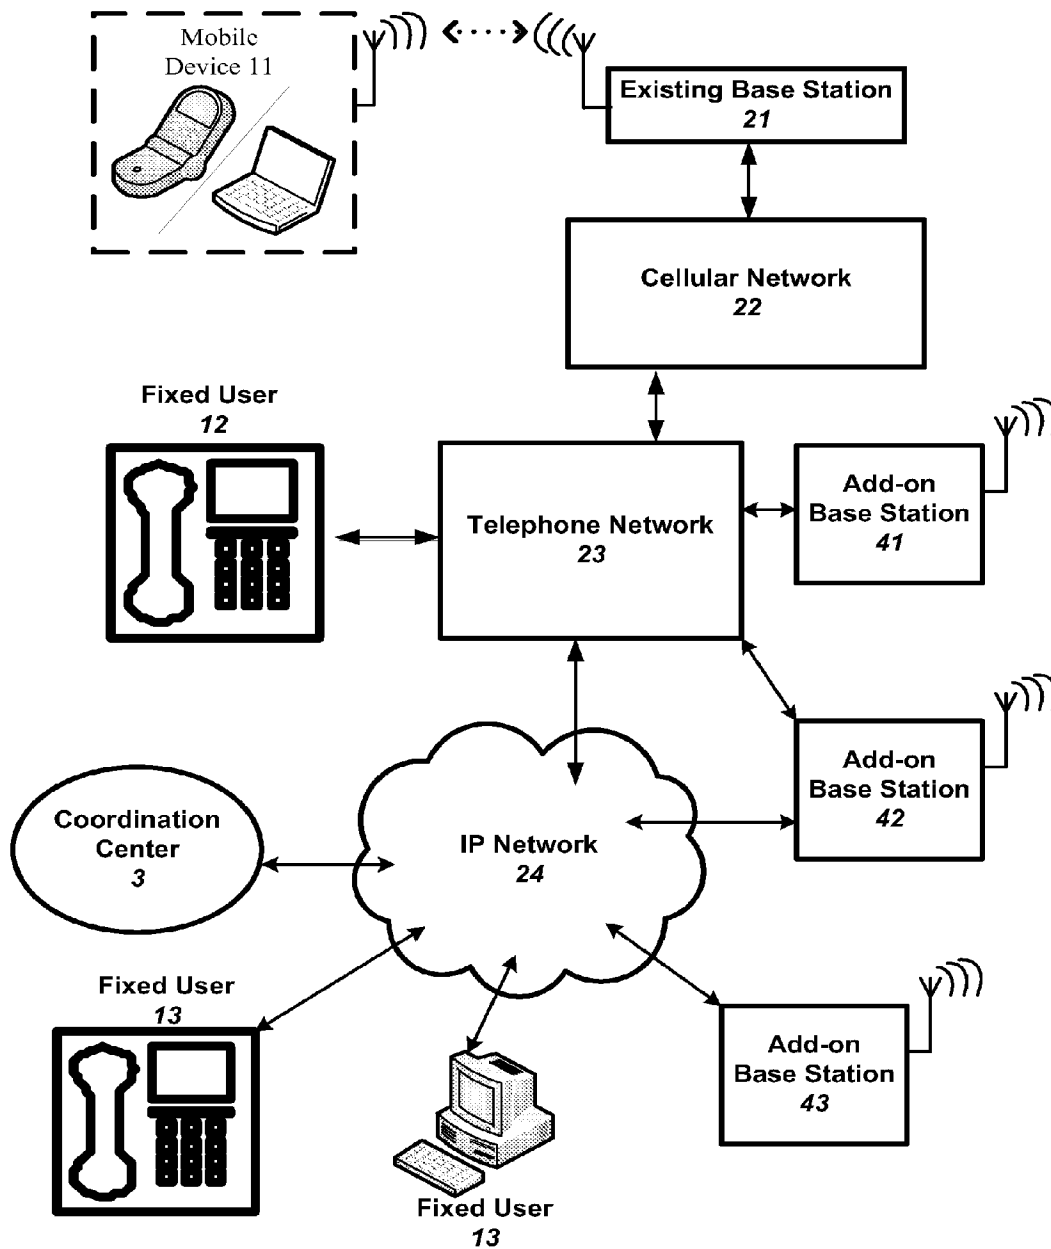 Mobile
Device 11
Existing Base Station
21
Cellular Network
22
Fixed User
12
Telephone Network
23
Add-on
Base Station
41
Add-on
Base Station
42
Coordination
Center
3
IP Network
24
Fixed User
13
Add-on
Base Station
43
Fixed User
13